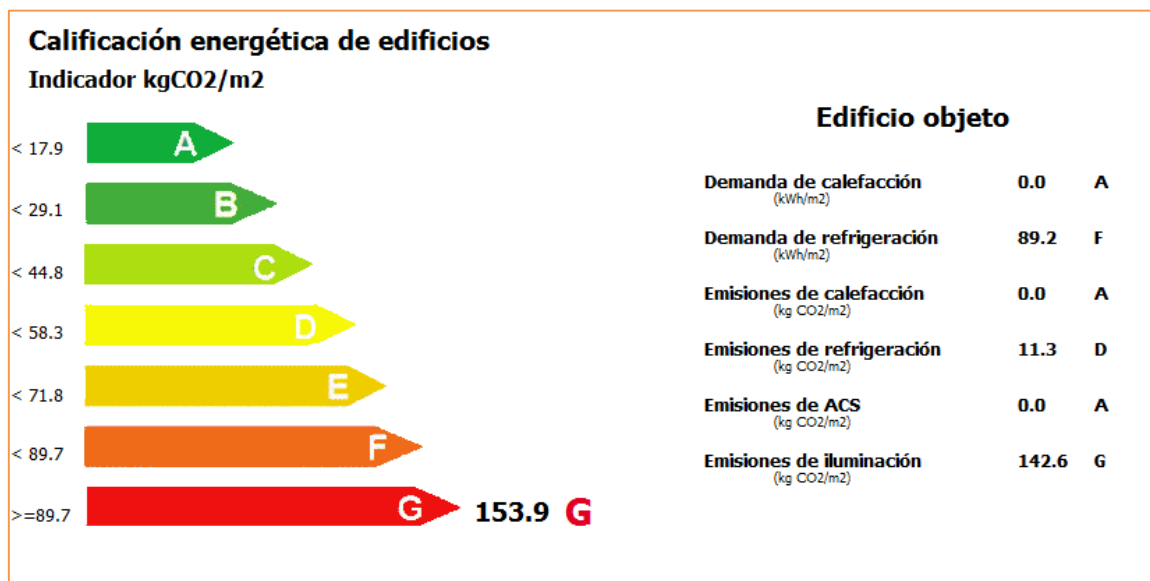 Calificación energética de edificios
Indicador kgCO2/m2
A
< 17.9
B
< 29.1
C
< 44.8
D
< 58.3
E
< 71.8
F
< 89.7
G
>=89.7
153.9 G
Edificio objeto
Demanda de calefacción 0.0 A
(kWh/m2)
Demanda de refrigeración 89.2 F
(kWh/m2)
Emisiones de calefacción 0.0 A
(kg CO2/m2)
Emisiones de refrigeración 11.3 D
(kg CO2/m2)
Emisiones de ACS 0.0 A
(kg CO2/m2)
Emisiones de iluminación 142.6 G
(kg CO2/m2)